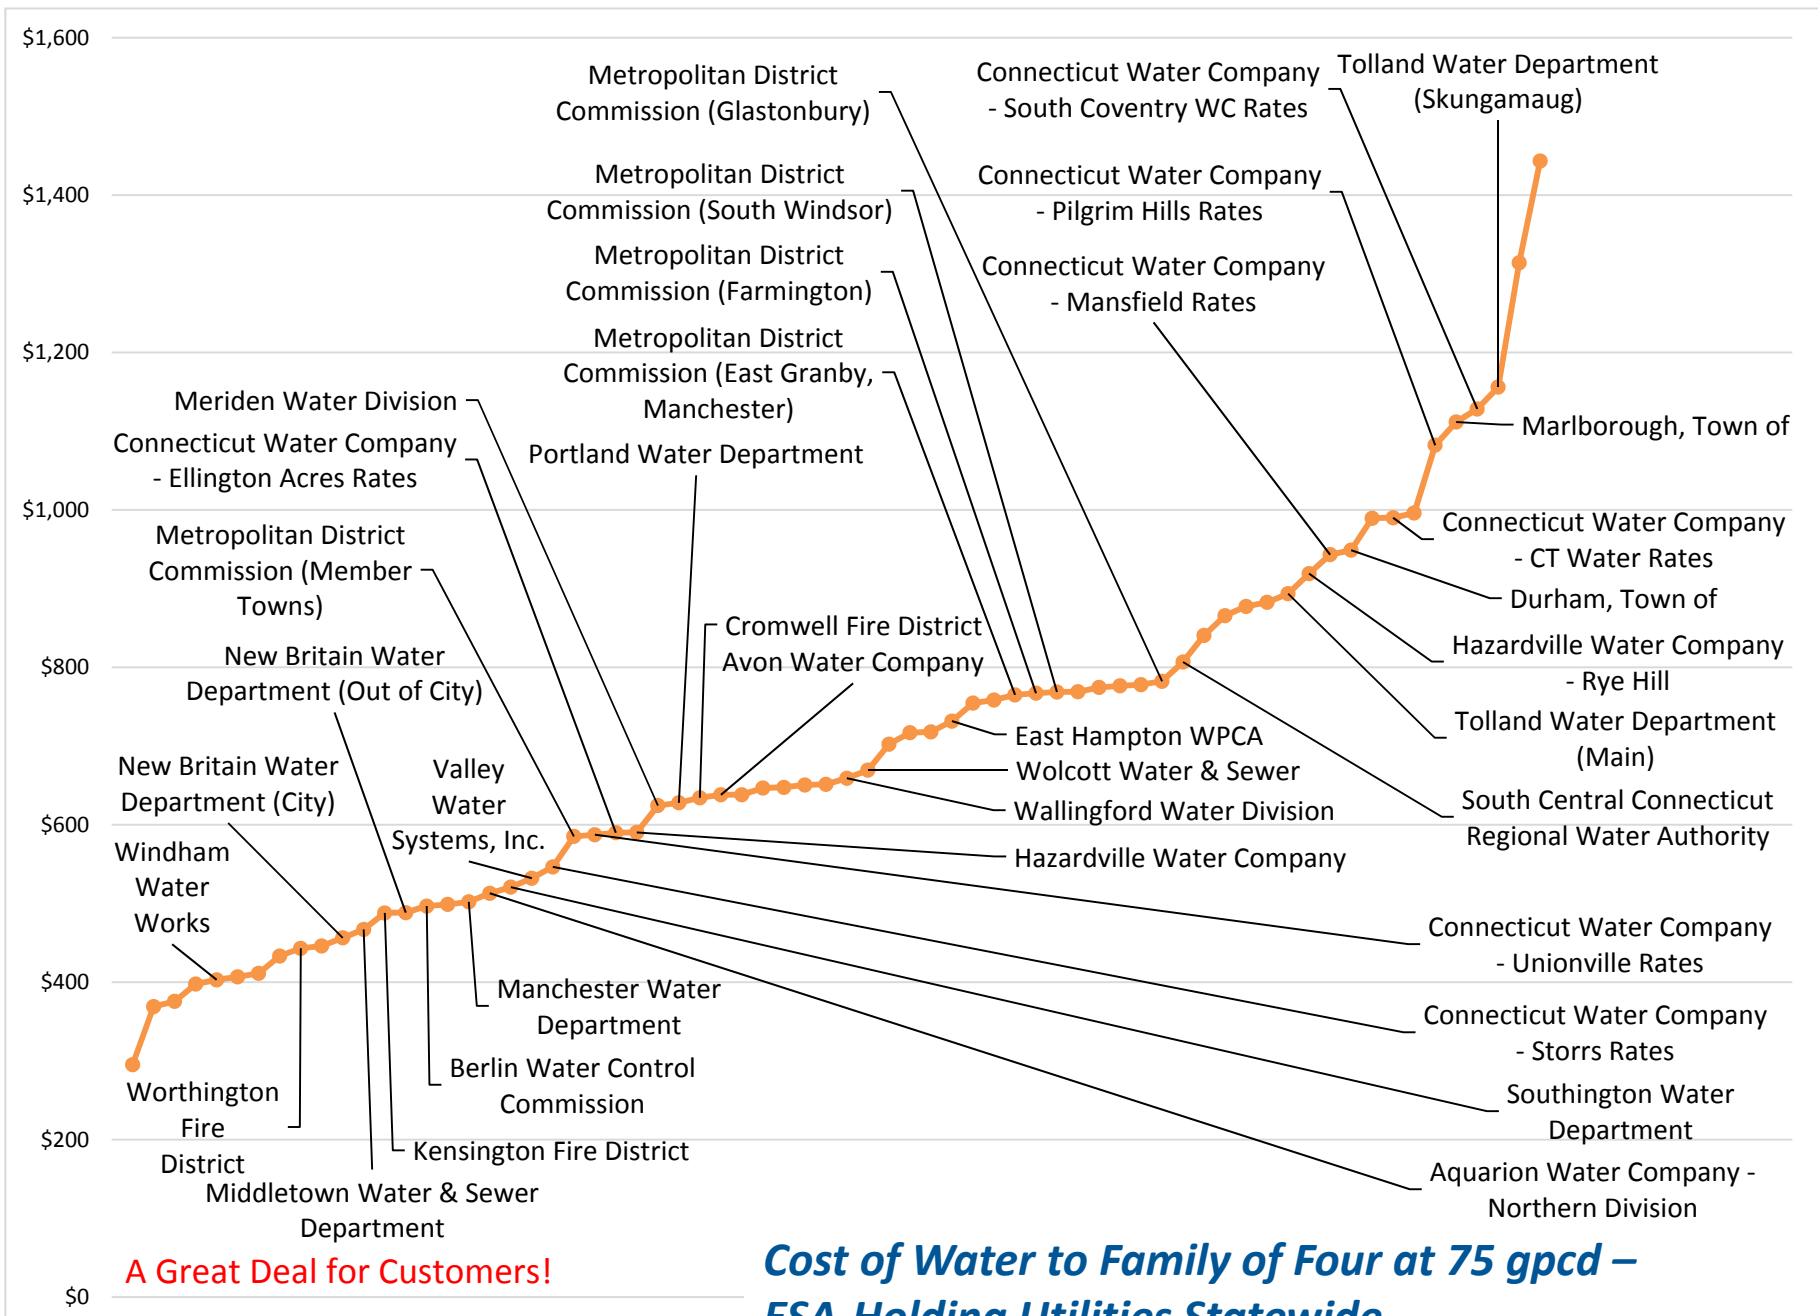 $1,600
$1,400
$1,200
$1,000
$800
$600
$400
$200
$0
Metropolitan District
Commission (Glastonbury)
Connecticut Water Company
- South Coventry WC Rates
Tolland Water Department
(Skungamaug)
Metropolitan District
Commission (South Windsor)
Connecticut Water Company
- Pilgrim Hills Rates
Metropolitan District
Commission (Farmington)
Connecticut Water Company
- Mansfield Rates
Metropolitan District
Commission (East Granby,
Manchester)
Meriden Water Division
Marlborough, Town of
Connecticut Water Company
- Ellington Acres Rates
Portland Water Department
Metropolitan District
Commission (Member
Towns)
Connecticut Water Company
- CT Water Rates
Durham, Town of
Cromwell Fire District
Avon Water Company
New Britain Water
Department (Out of City)
Hazardville Water Company
- Rye Hill
Tolland Water Department
(Main)
East Hampton WPCA
Wolcott Water & Sewer
New Britain Water
Department (City)
Valley
Water
Systems, Inc.
Wallingford Water Division
South Central Connecticut
Regional Water Authority
Hazardville Water Company
Windham
Water
Works
Connecticut Water Company
- Unionville Rates
Manchester Water
Department
Connecticut Water Company
- Storrs Rates
Berlin Water Control
Commission
Worthington
Fire
District
Southington Water
Department
Kensington Fire District
Aquarion Water Company -
Northern Division
Middletown Water & Sewer
Department
A Great Deal for Customers!
Cost of Water to Family of Four at 75 gpcd –
ESA-Holding Utilities Statewide